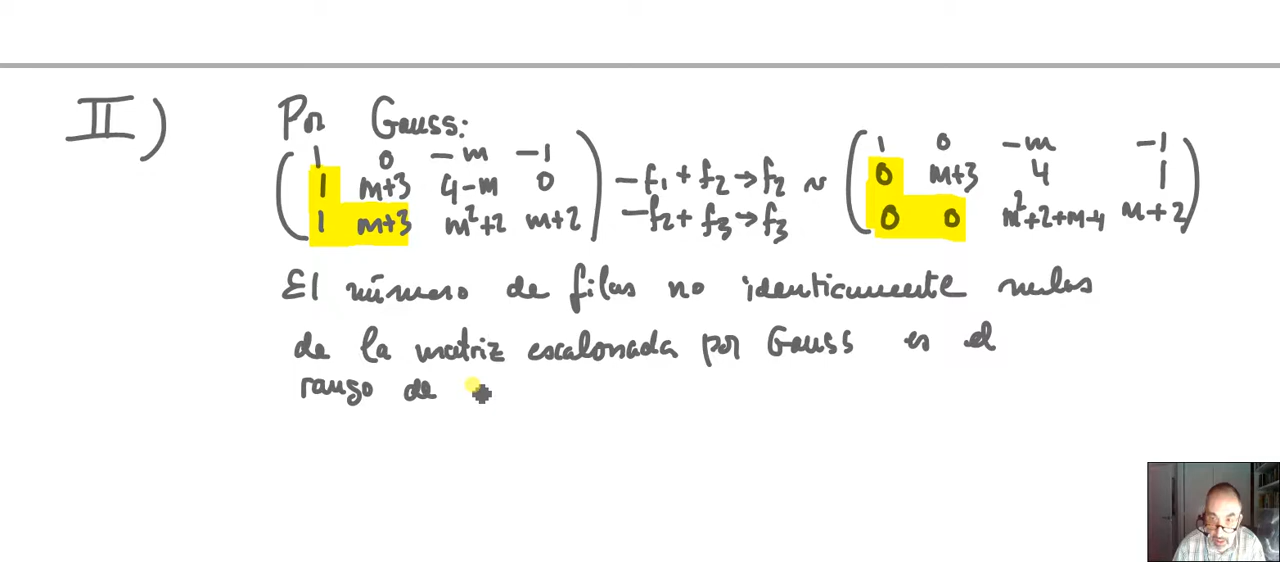 II) Por Gauss:
1 0 -m -1
1 m+3 4-m 0 -f₁+f₂→f₂ ~
1 m+3 m²+2 m+2 -f₂+f₃→f₃
1 0 -m -1
0 m+3 4 1
0 0 m²+2+m-4 m+2
El número de filas no identicamente nulas
de la matriz escalonada por Gauss es el
rango de